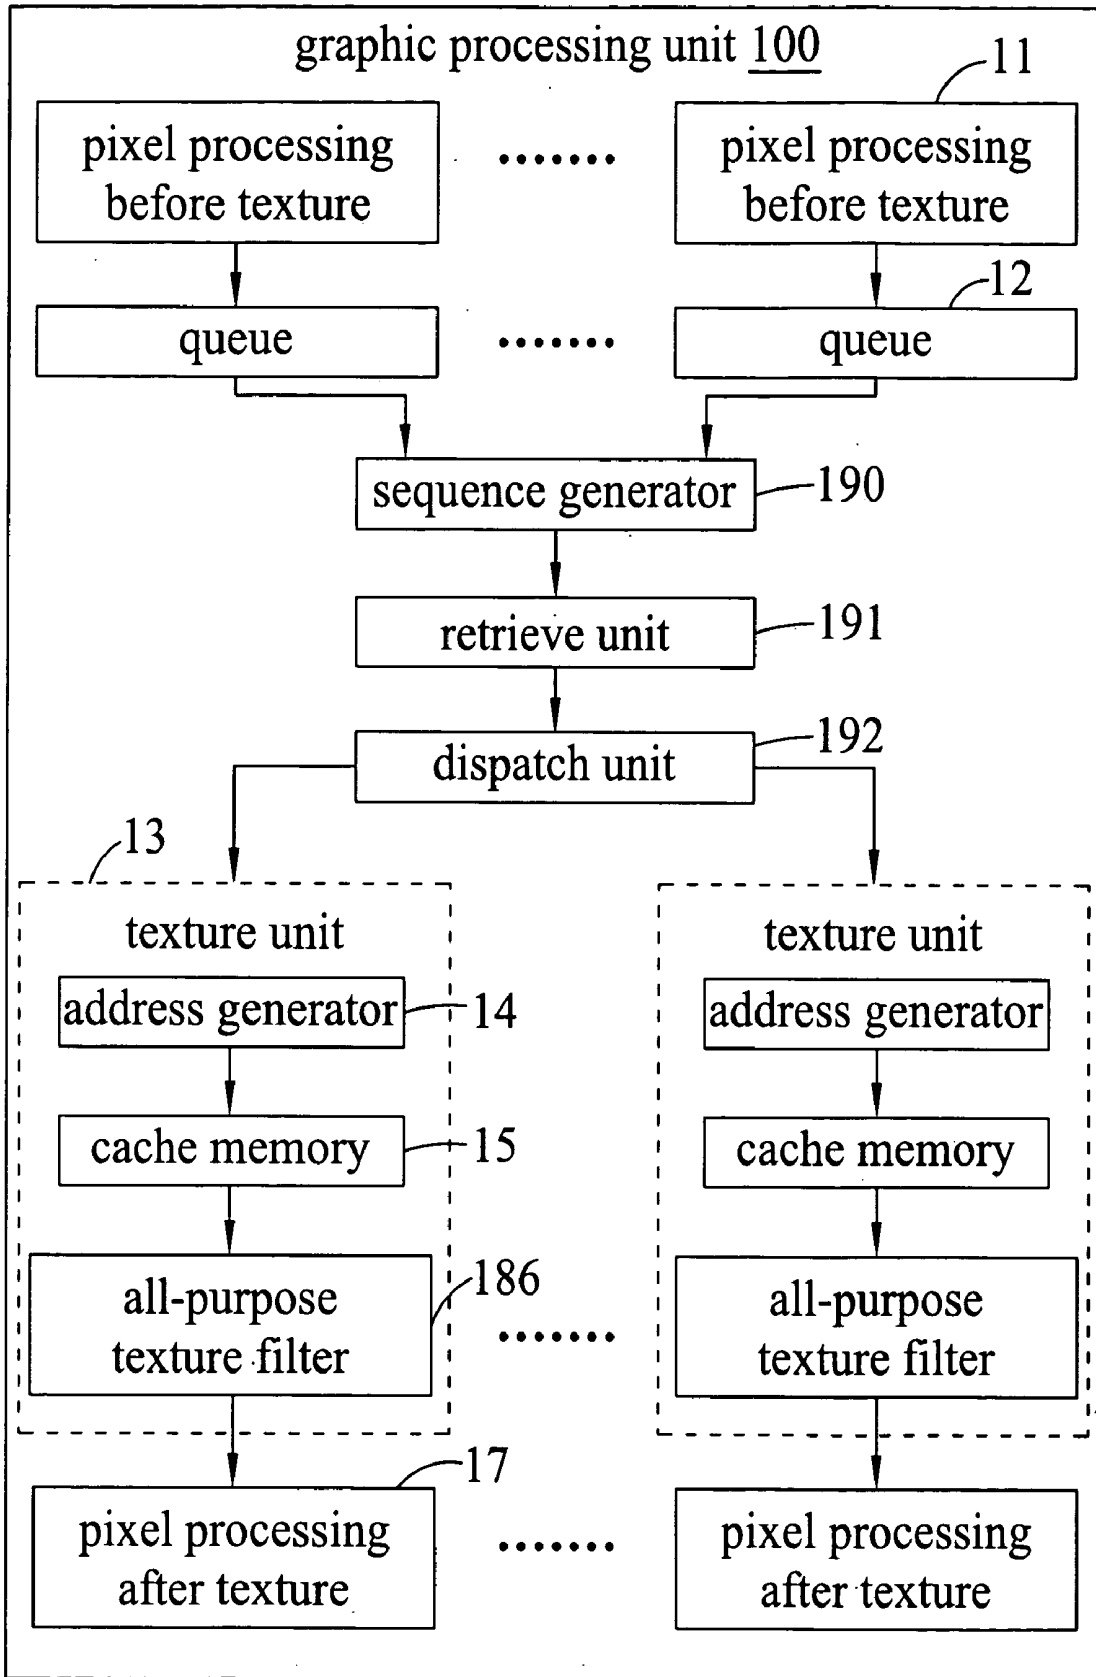 graphic processing unit 100
11
pixel processing
before texture
.......
pixel processing
before texture
12
queue
.......
queue
sequence generator
190
retrieve unit
191
dispatch unit
192
13
texture unit
texture unit
address generator
14
address generator
cache memory
15
cache memory
all-purpose
texture filter
186
.......
all-purpose
texture filter
17
pixel processing
after texture
.......
pixel processing
after texture